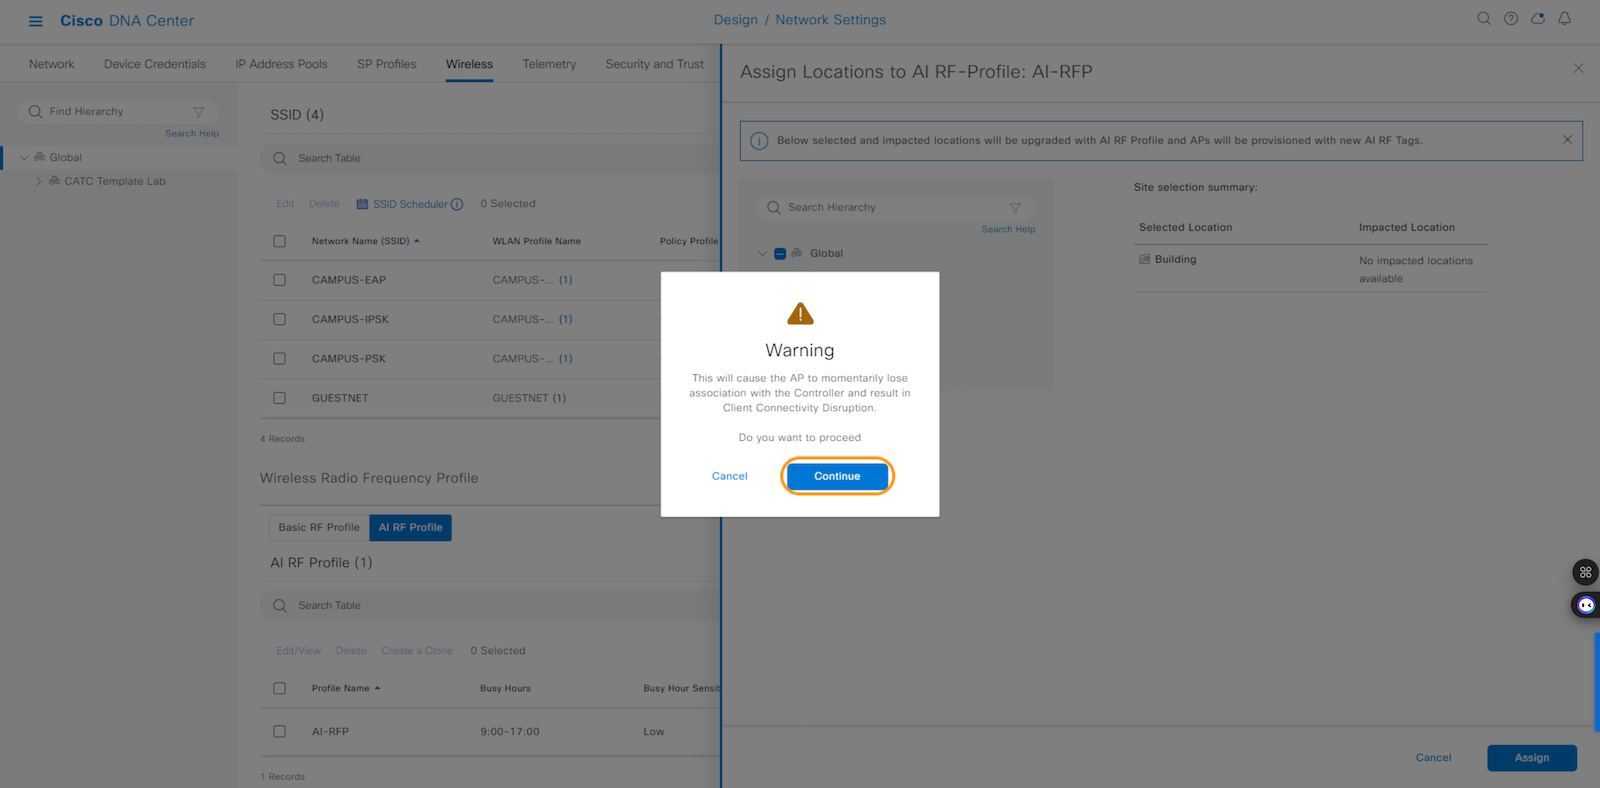 Cisco DNA Center
Design / Network Settings
Network
Device Credentials
IP Address Pools
SP Profiles
Wireless
Telemetry
Security and Trust
Find Hierarchy
Search Help
Global
CATC Template Lab
SSID (4)
Search Table
Edit
Delete
SSID Scheduler
0 Selected
Network Name (SSID)
WLAN Profile Name
Policy Profile
CAMPUS-EAP
CAMPUS-... (1)
CAMPUS-IPSK
CAMPUS-... (1)
CAMPUS-PSK
CAMPUS-... (1)
GUESTNET
GUESTNET (1)
4 Records
Wireless Radio Frequency Profile
Basic RF Profile
AI RF Profile
AI RF Profile (1)
Search Table
Edit/View
Delete
Create a Clone
0 Selected
Profile Name
Busy Hours
Busy Hour Sensit
AI-RFP
9:00-17:00
Low
1 Records
Assign Locations to AI RF-Profile: AI-RFP
Below selected and impacted locations will be upgraded with AI RF Profile and APs will be provisioned with new AI RF Tags.
Search Hierarchy
Search Help
Global
Site selection summary:
Selected Location
Impacted Location
Building
No impacted locations
available
Warning
This will cause the AP to momentarily lose
association with the Controller and result in
Client Connectivity Disruption.
Do you want to proceed
Cancel
Continue
Cancel
Assign